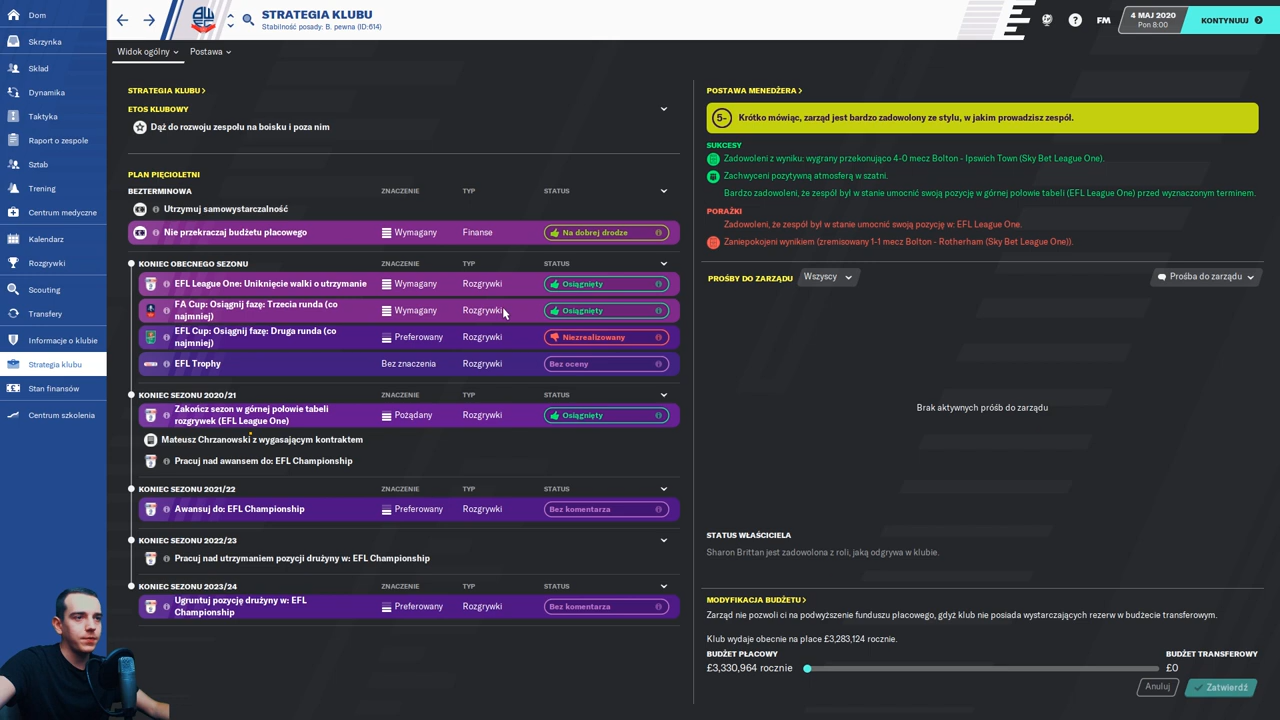 Dom
Skrzynka
Skład
Dynamika
Taktyka
Raport o zespole
Sztab
Trening
Centrum medyczne
Kalendarz
Rozgrywki
Scouting
Transfery
Informacje o klubie
Strategia klubu
Stan finansów
Centrum szkolenia
STRATEGIA KLUBU
Stabilność posady: B. pewna (ID:614)
FM
4 MAJ 2020
Pon 8:00
KONTYNUUJ
Widok ogólny
Postawa
STRATEGIA KLUBU
ETOS KLUBOWY
Dąż do rozwoju zespołu na boisku i poza nim
PLAN PIĘCIOLETNI
BEZTERMINOWA ZNACZENIE TYP STATUS
Utrzymuj samowystarczalność
Nie przekraczaj budżetu płacowego Wymagany Finanse Na dobrej drodze
KONIEC OBECNEGO SEZONU ZNACZENIE TYP STATUS
EFL League One: Uniknięcie walki o utrzymanie Wymagany Rozgrywki Osiągnięty
FA Cup: Osiągnij fazę: Trzecia runda (co
najmniej) Wymagany Rozgrywki Osiągnięty
EFL Cup: Osiągnij fazę: Druga runda (co
najmniej) Preferowany Rozgrywki Niezrealizowany
EFL Trophy Bez znaczenia Rozgrywki Bez oceny
KONIEC SEZONU 2020/21 ZNACZENIE TYP STATUS
Zakończ sezon w górnej połowie tabeli
rozgrywek (EFL League One) Pożądany Rozgrywki Osiągnięty
Mateusz Chrzanowski z wygasającym kontraktem
Pracuj nad awansem do: EFL Championship
KONIEC SEZONU 2021/22 ZNACZENIE TYP STATUS
Awansuj do: EFL Championship Preferowany Rozgrywki Bez komentarza
KONIEC SEZONU 2022/23
Pracuj nad utrzymaniem pozycji drużyny w: EFL Championship
KONIEC SEZONU 2023/24 ZNACZENIE TYP STATUS
Ugruntuj pozycję drużyny w: EFL
Championship Preferowany Rozgrywki Bez komentarza
POSTAWA MENEDŻERA
5- Krótko mówiąc, zarząd jest bardzo zadowolony ze stylu, w jakim prowadzisz zespół.
SUKCESY
Zadowoleni z wyniku: wygrany przekonująco 4-0 mecz Bolton - Ipswich Town (Sky Bet League One).
Zachwyceni pozytywną atmosferą w szatni.
Bardzo zadowoleni, że zespół był w stanie umocnić swoją pozycję w górnej połowie tabeli (EFL League One) przed wyznaczonym terminem.
PORAŻKI
Zadowoleni, że zespół był w stanie umocnić swoją pozycję w: EFL League One.
Zaniepokojeni wynikiem (zremisowany 1-1 mecz Bolton - Rotherham (Sky Bet League One)).
PROŚBY DO ZARZĄDU Wszyscy Prośba do zarządu
Brak aktywnych próśb do zarządu
STATUS WŁAŚCICIELA
Sharon Brittan jest zadowolona z roli, jaką odgrywa w klubie.
MODYFIKACJA BUDŻETU
Zarząd nie pozwoli ci na podwyższenie funduszu płacowego, gdyż klub nie posiada wystarczających rezerw w budżecie transferowym.
Klub wydaje obecnie na płace £3,283,124 rocznie.
BUDŻET PŁACOWY BUDŻET TRANSFEROWY
£3,330,964 rocznie £0
Anuluj Zatwierdź